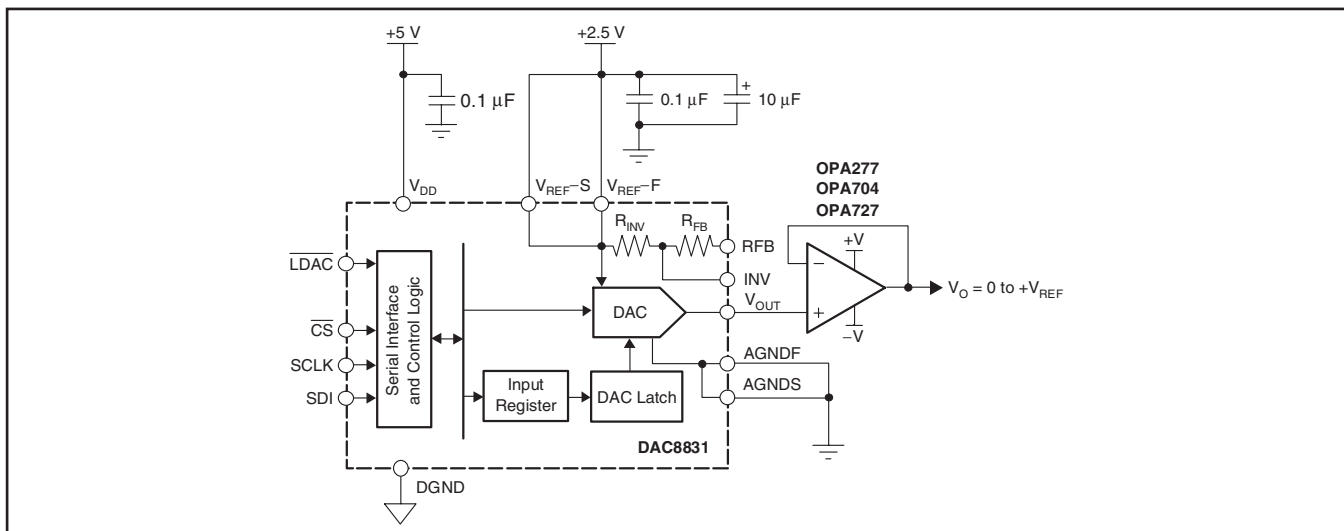 +5 V
+2.5 V
0.1 µF
0.1 µF
+
10 µF
OPA277
OPA704
OPA727
V_DD
V_REF−S
V_REF−F
R_INV
R_FB
RFB
INV
V_OUT
+V
−
+
−V
V_O = 0 to +V_REF
LDAC
CS
SCLK
SDI
Serial Interface
and Control Logic
DAC
Input
Register
DAC Latch
AGNDF
AGNDS
DAC8831
DGND